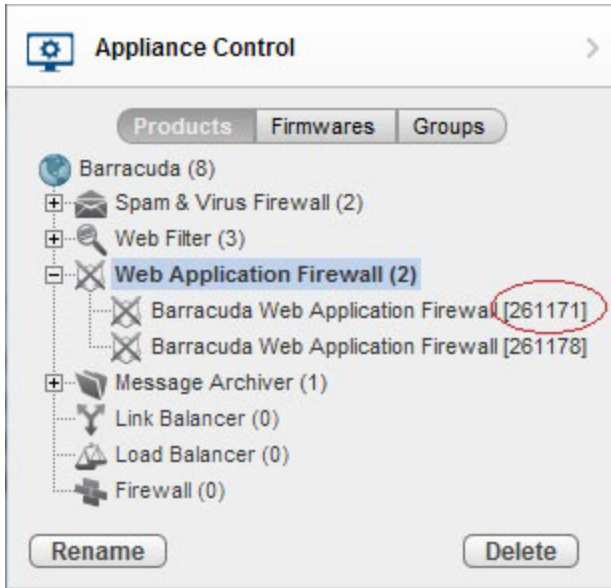 Appliance Control
Products Firmwares Groups
Barracuda (8)
Spam & Virus Firewall (2)
Web Filter (3)
Web Application Firewall (2)
Barracuda Web Application Firewall [261171]
Barracuda Web Application Firewall [261178]
Message Archiver (1)
Link Balancer (0)
Load Balancer (0)
Firewall (0)
Rename Delete